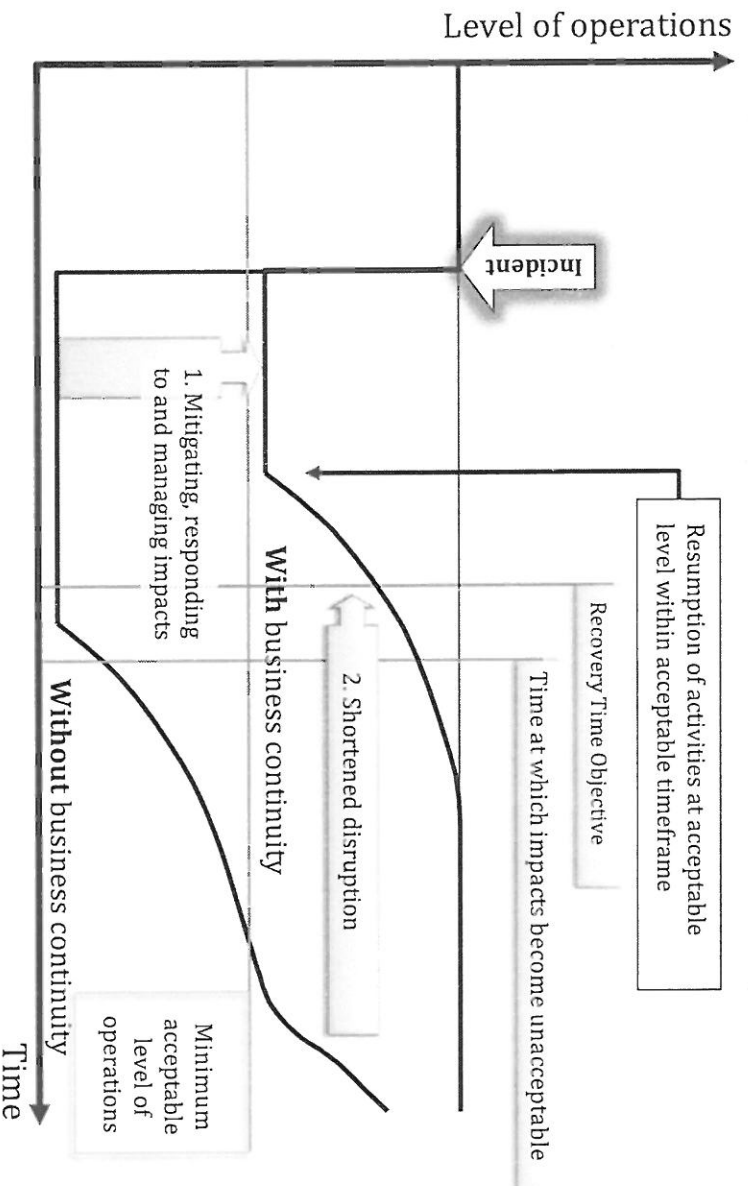 Level of operations
Incident
Resumption of activities at acceptable
level within acceptable timeframe
Recovery Time Objective
Time at which impacts become unacceptable
1. Mitigating, responding
to and managing impacts
With business continuity
2. Shortened disruption
Without business continuity
Minimum
acceptable
level of
operations
Time